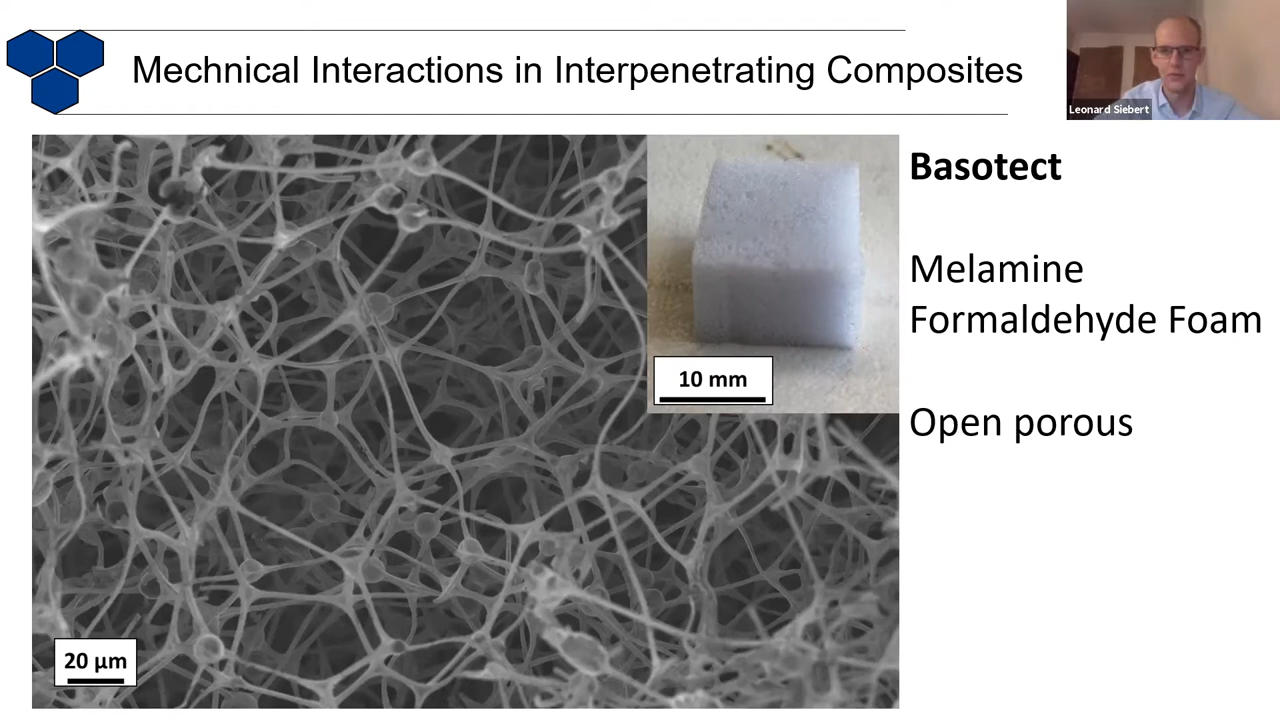 Mechnical Interactions in Interpenetrating Composites
Leonard Siebert
Basotect
Melamine
Formaldehyde Foam
Open porous
10 mm
20 µm